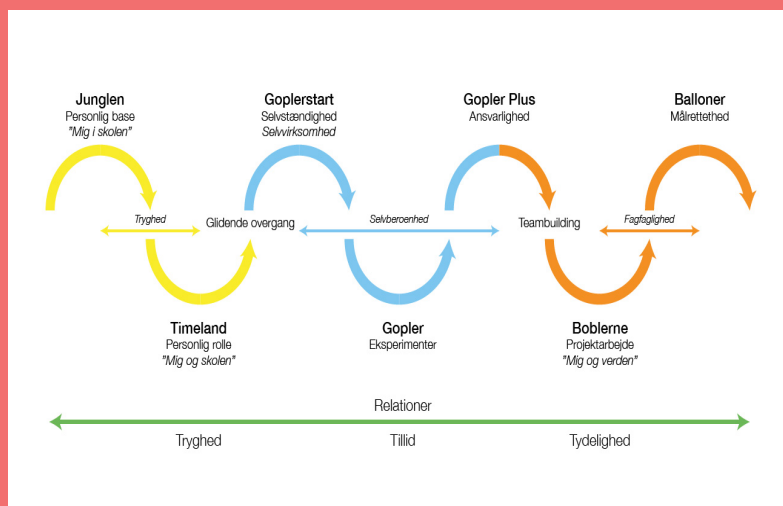 Junglen
Personlig base
"Mig i skolen"
Goplerstart
Selvstændighed
Selvvirksomhed
Gopler Plus
Ansvarlighed
Balloner
Målrettethed
Tryghed
Glidende overgang
Selvberoenhed
Teambuilding
Fagfaglighed
Timeland
Personlig rolle
"Mig og skolen"
Gopler
Eksperimenter
Boblerne
Projektarbejde
"Mig og verden"
Relationer
Tryghed
Tillid
Tydelighed